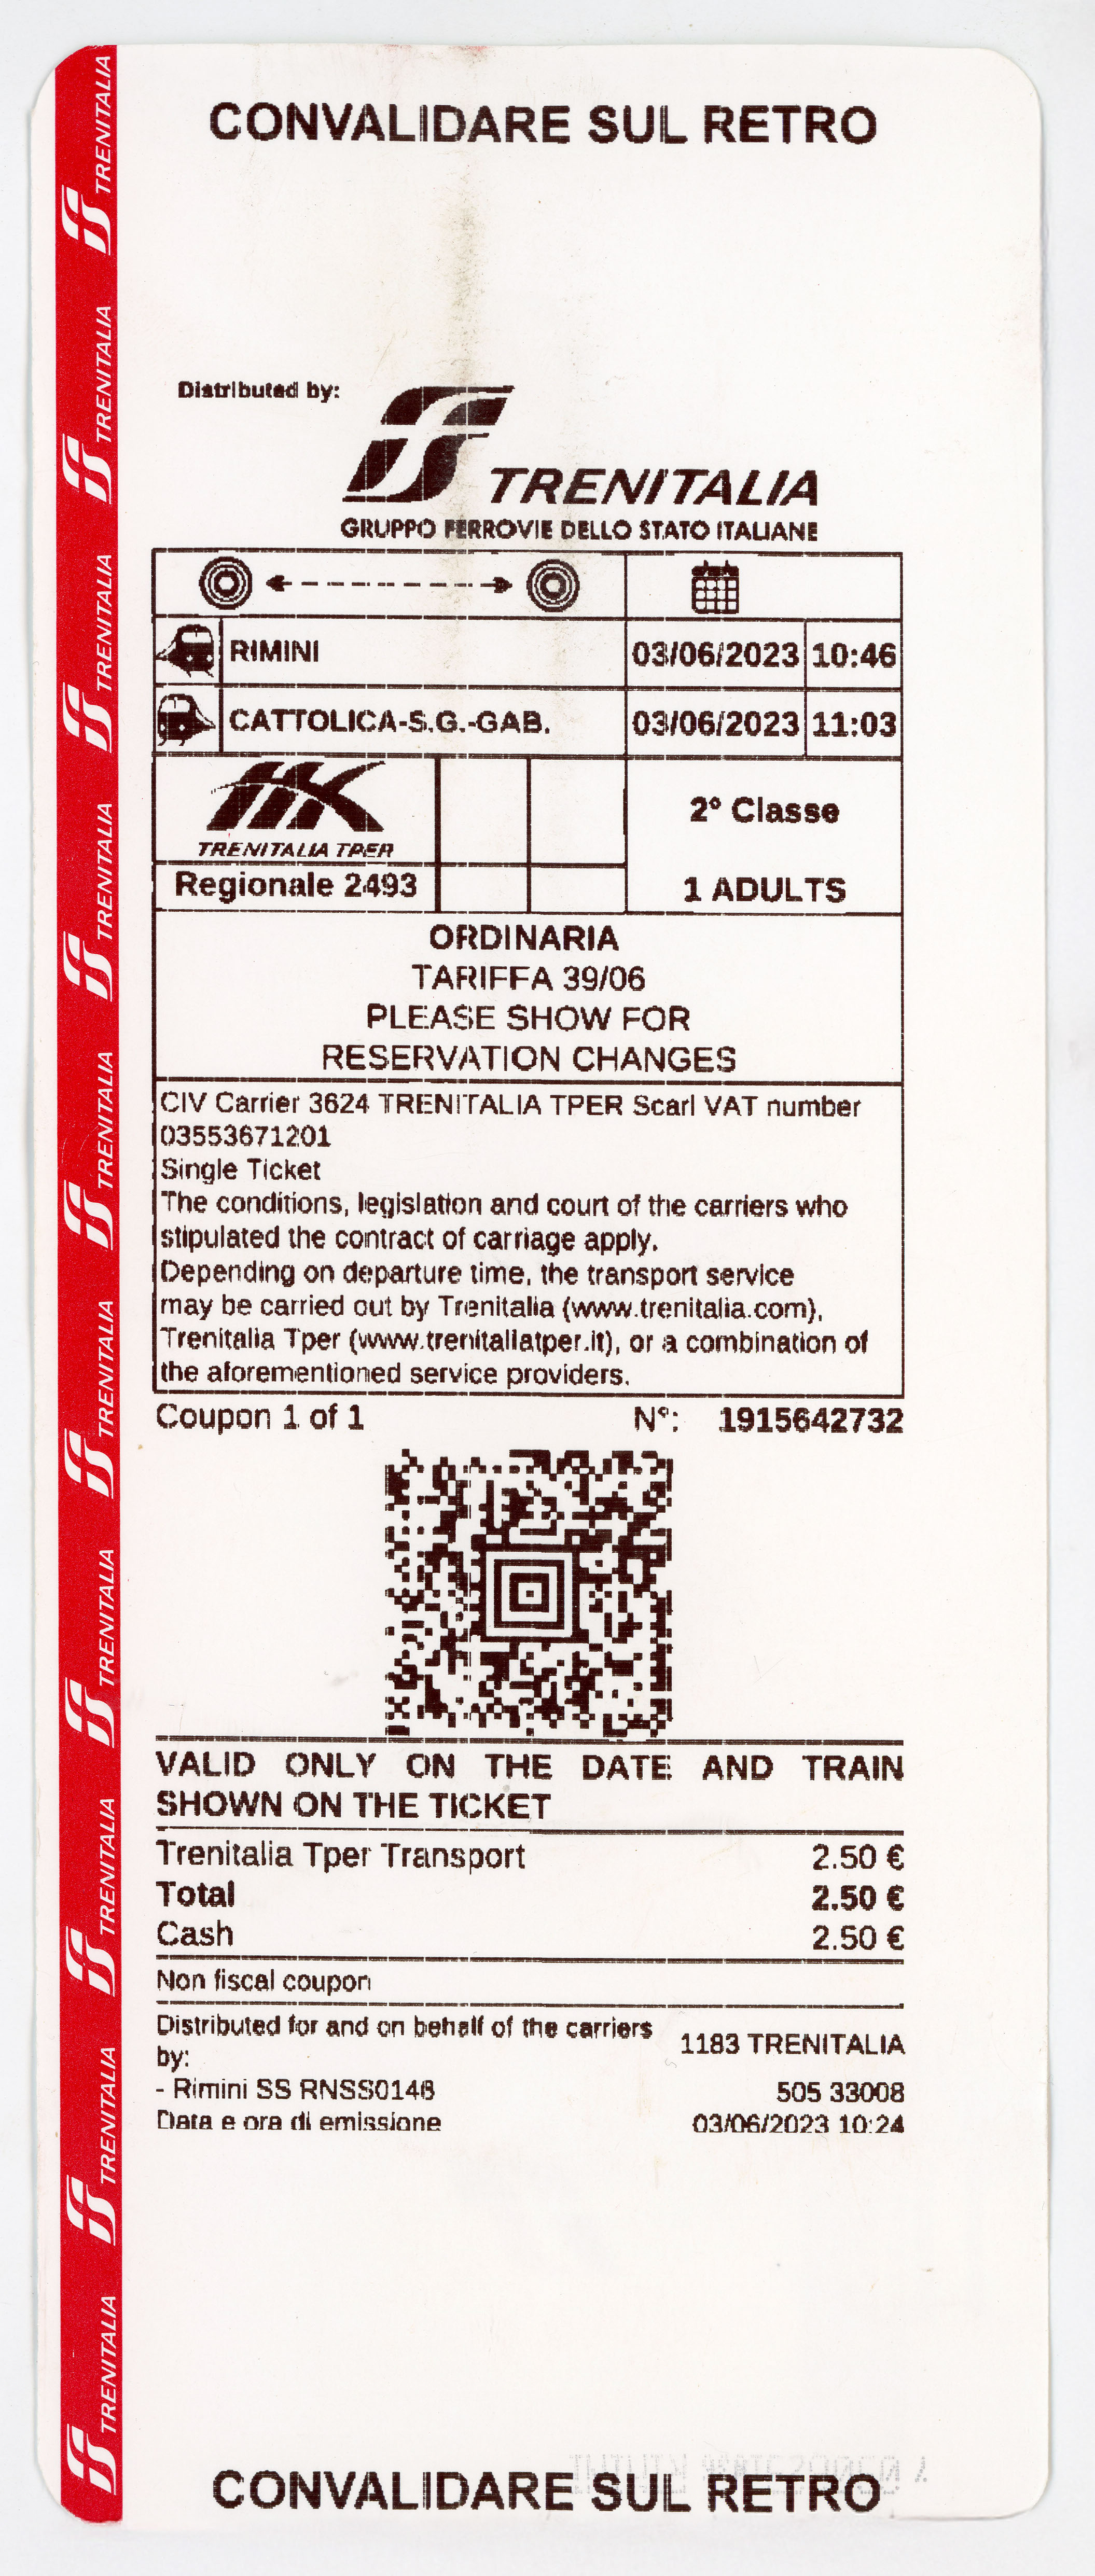 CONVALIDARE SUL RETRO
Distributed by:
TRENITALIA
GRUPPO FERROVIE DELLO STATO ITALIANE
RIMINI 03/06/2023 10:46
CATTOLICA-S.G.-GAB. 03/06/2023 11:03
TRENITALIA TPER
2° Classe
Regionale 2493
1 ADULTS
ORDINARIA
TARIFFA 39/06
PLEASE SHOW FOR
RESERVATION CHANGES
CIV Carrier 3624 TRENITALIA TPER Scarl VAT number
03553671201
Single Ticket
The conditions, legislation and court of the carriers who
stipulated the contract of carriage apply.
Depending on departure time, the transport service
may be carried out by Trenitalia (www.trenitalia.com),
Trenitalia Tper (www.trenitaliatper.it), or a combination of
the aforementioned service providers.
Coupon 1 of 1 N°: 1915642732
VALID ONLY ON THE DATE AND TRAIN
SHOWN ON THE TICKET
Trenitalia Tper Transport 2.50 €
Total 2.50 €
Cash 2.50 €
Non fiscal coupon
Distributed for and on behalf of the carriers
by: 1183 TRENITALIA
- Rimini SS RNSS0146 505 33008
Data e ora di emissione 03/06/2023 10:24
CONVALIDARE SUL RETRO
TRENITALIA
TRENITALIA
TRENITALIA
TRENITALIA
TRENITALIA
TRENITALIA
TRENITALIA
TRENITALIA
TRENITALIA
TRENITALIA